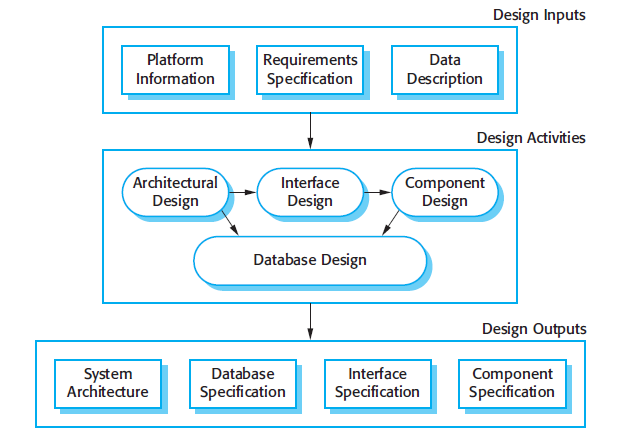 Design Inputs
Platform
Information
Requirements
Specification
Data
Description
Design Activities
Architectural
Design
Interface
Design
Component
Design
Database Design
Design Outputs
System
Architecture
Database
Specification
Interface
Specification
Component
Specification